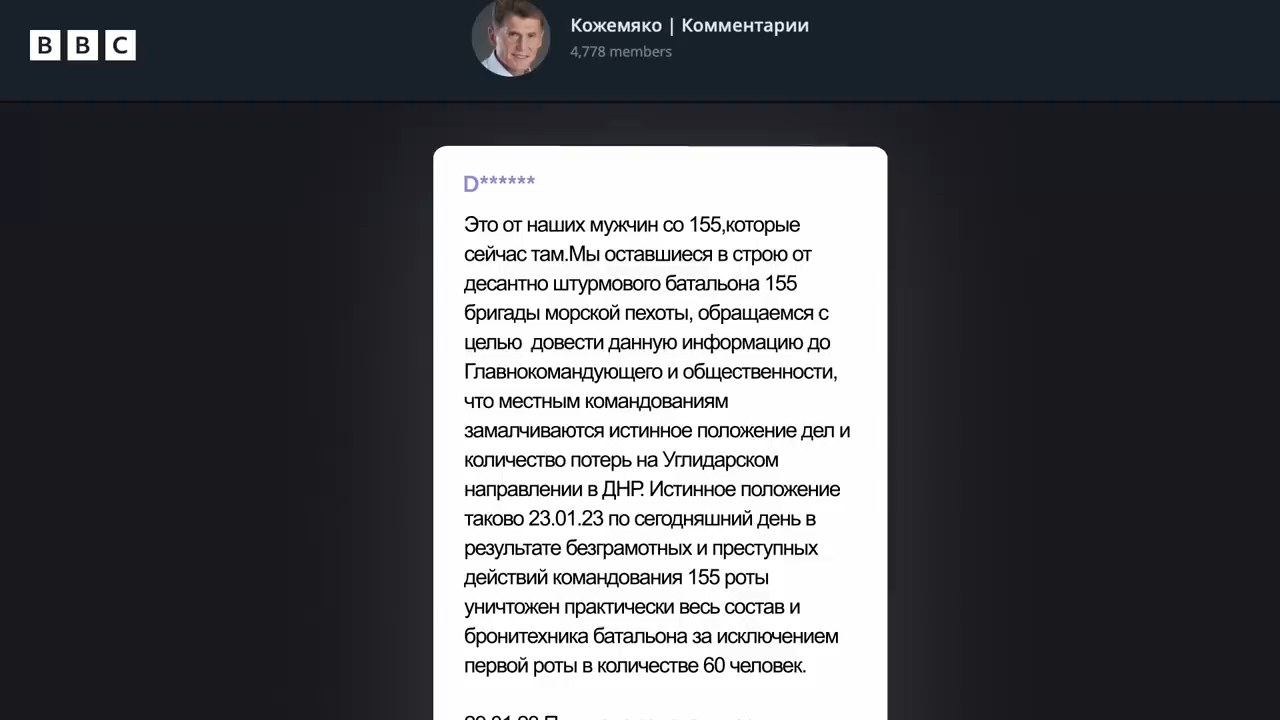 BBC
Кожемяко | Комментарии
4,778 members
D******
Это от наших мужчин со 155,которые
сейчас там.Мы оставшиеся в строю от
десантно штурмового батальона 155
бригады морской пехоты, обращаемся с
целью  довести данную информацию до
Главнокомандующего и общественности,
что местным командованиям
замалчиваются истинное положение дел и
количество потерь на Углидарском
направлении в ДНР. Истинное положение
таково 23.01.23 по сегодняшний день в
результате безграмотных и преступных
действий командования 155 роты
уничтожен практически весь состав и
бронитехника батальона за исключением
первой роты в количестве 60 человек.